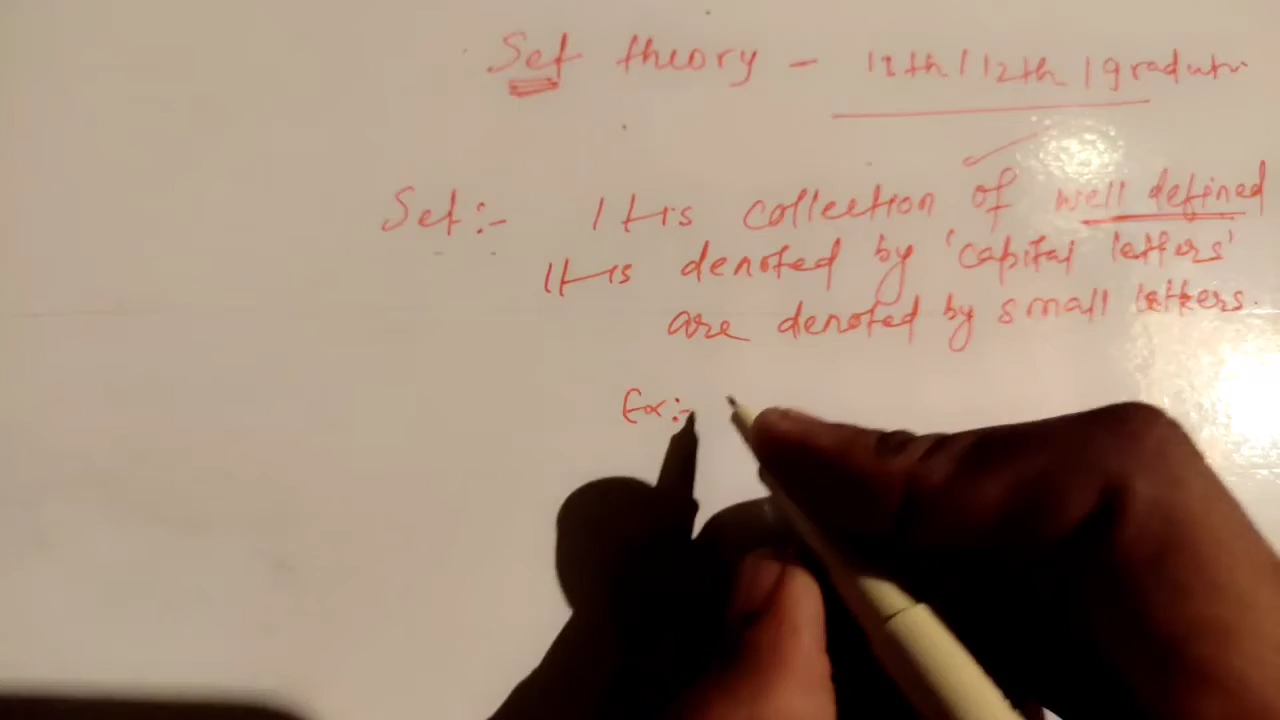 Set theory - 11th / 12th / graduation
Set:- It is collection of well defined
It is denoted by 'capital letters'
are denoted by small letters.
Ex:-